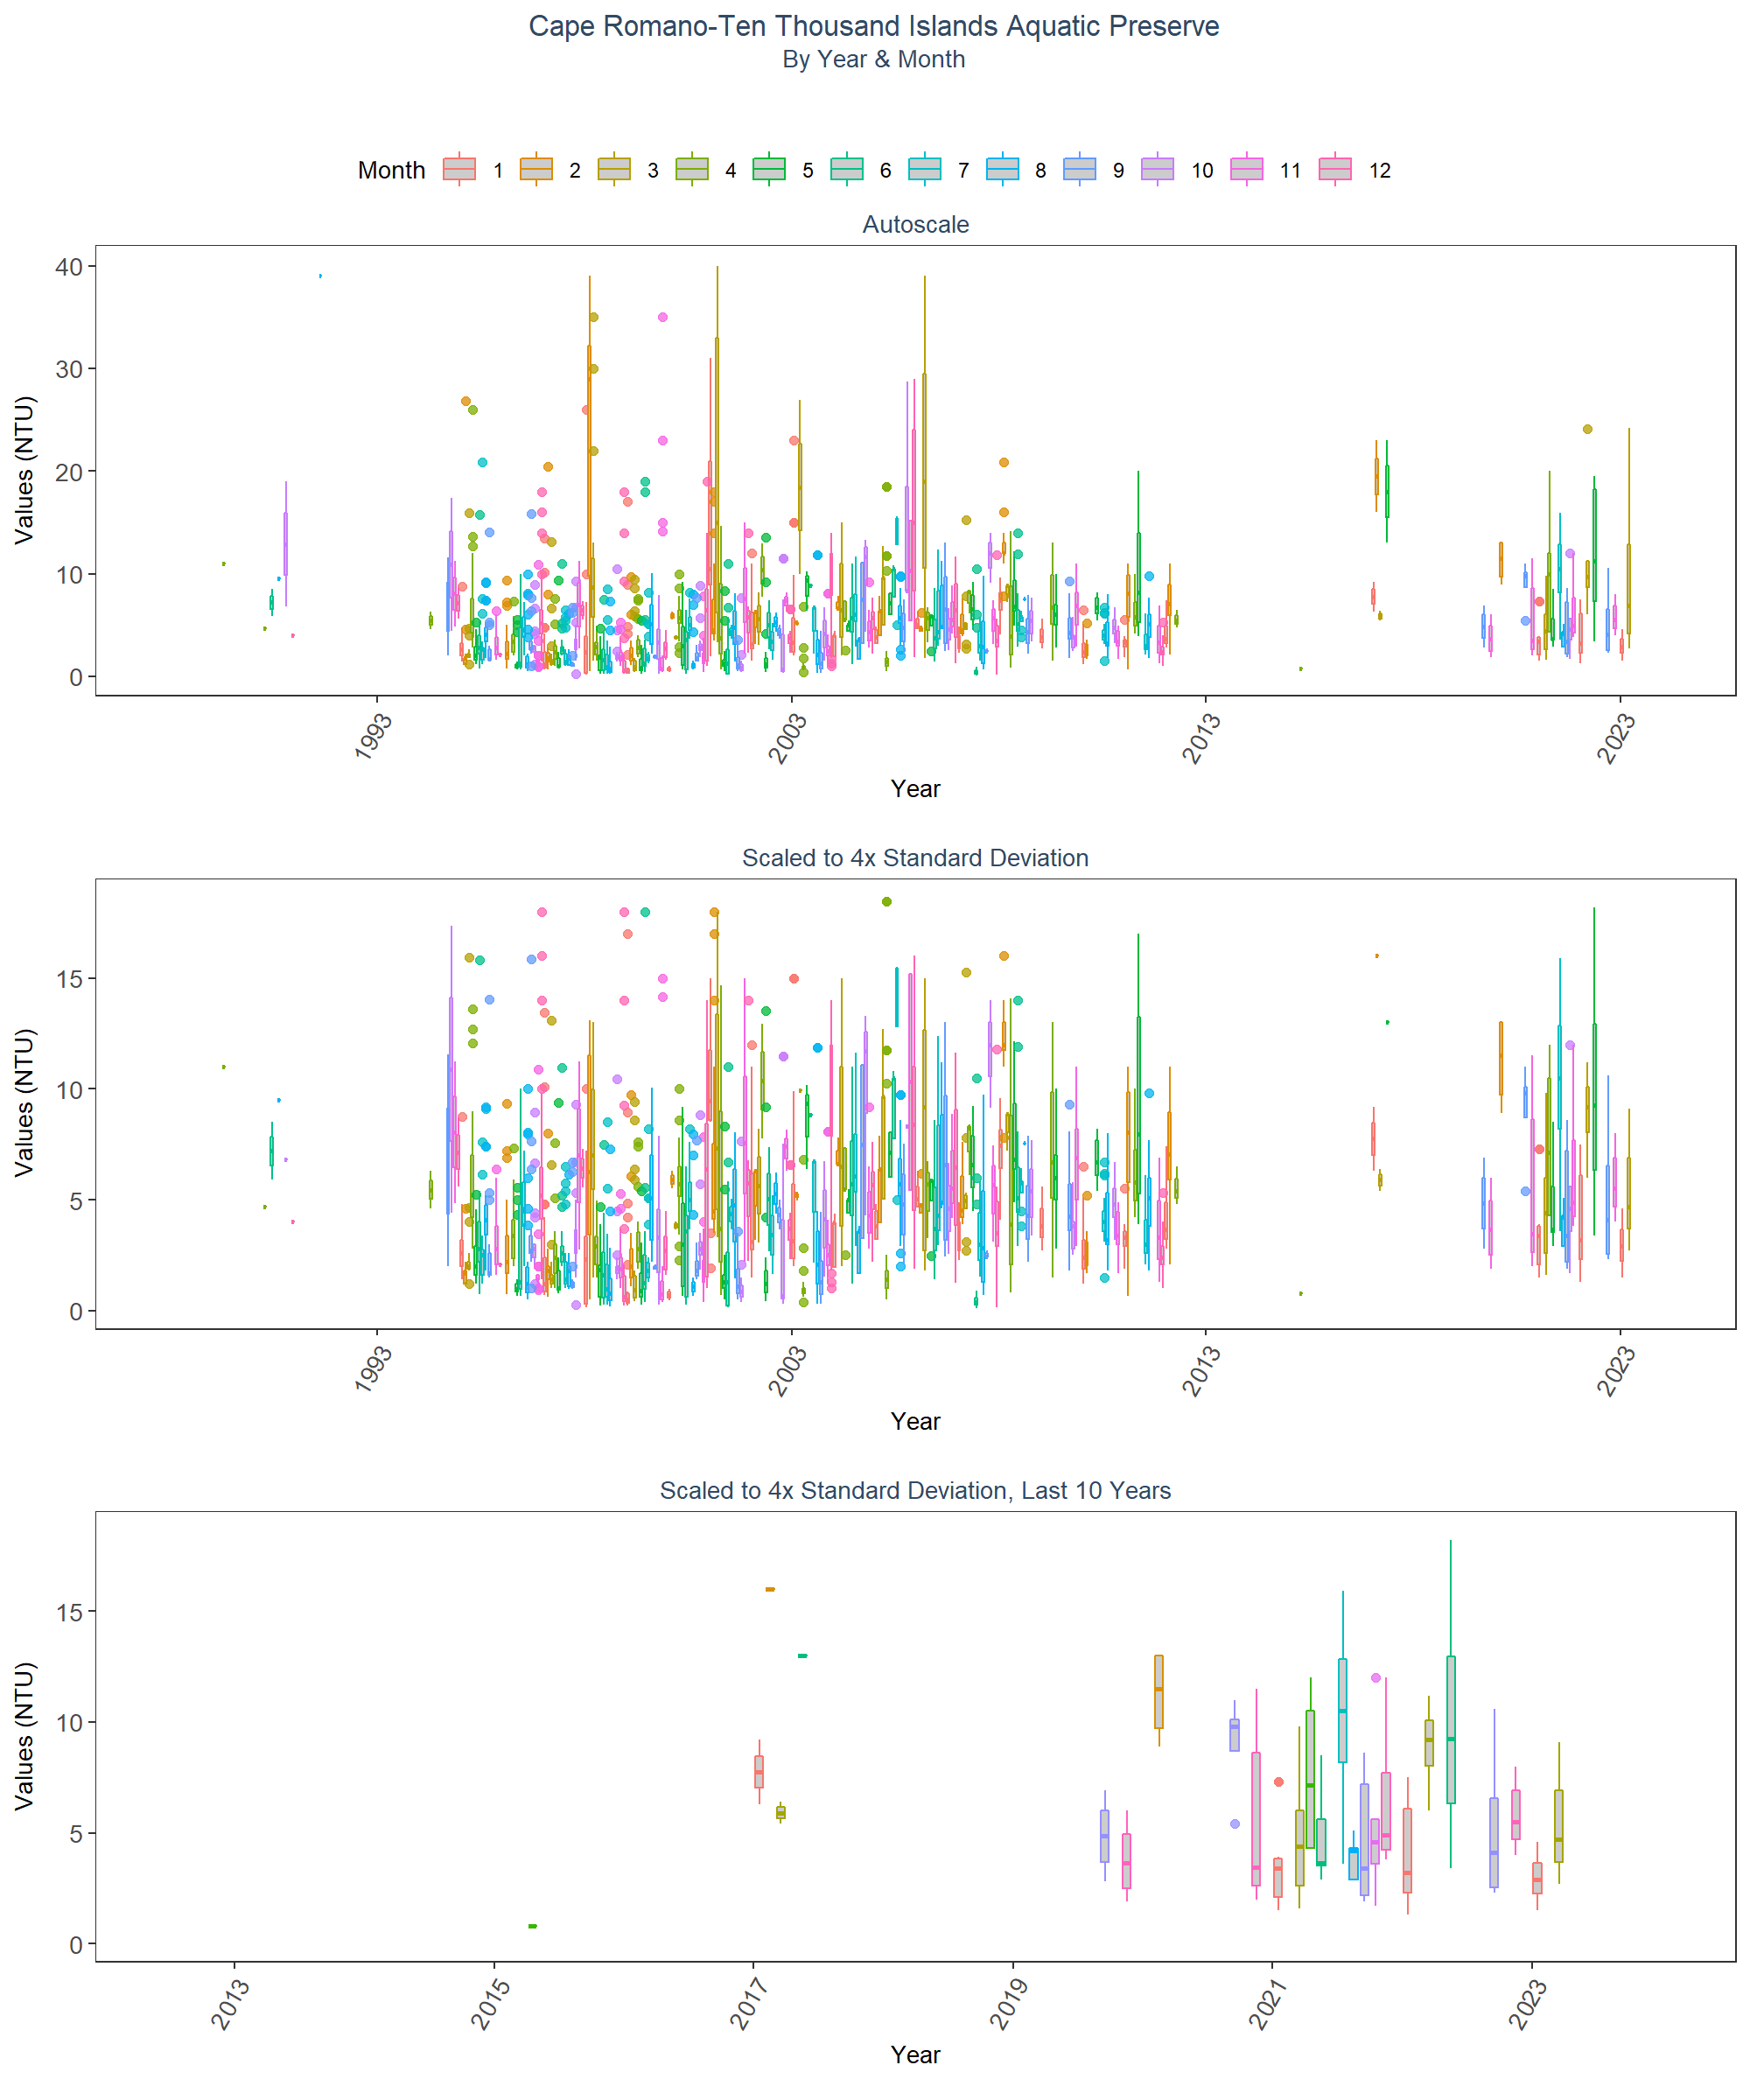 Cape Romano-Ten Thousand Islands Aquatic Preserve
By Year & Month
Month 1 2 3 4 5 6 7 8 9 10 11 12
Autoscale
Values (NTU)
40
30
20
10
0
1993 2003 2013 2023
Year
Scaled to 4x Standard Deviation
Values (NTU)
15
10
5
0
1993 2003 2013 2023
Year
Scaled to 4x Standard Deviation, Last 10 Years
Values (NTU)
15
10
5
0
2013 2015 2017 2019 2021 2023
Year